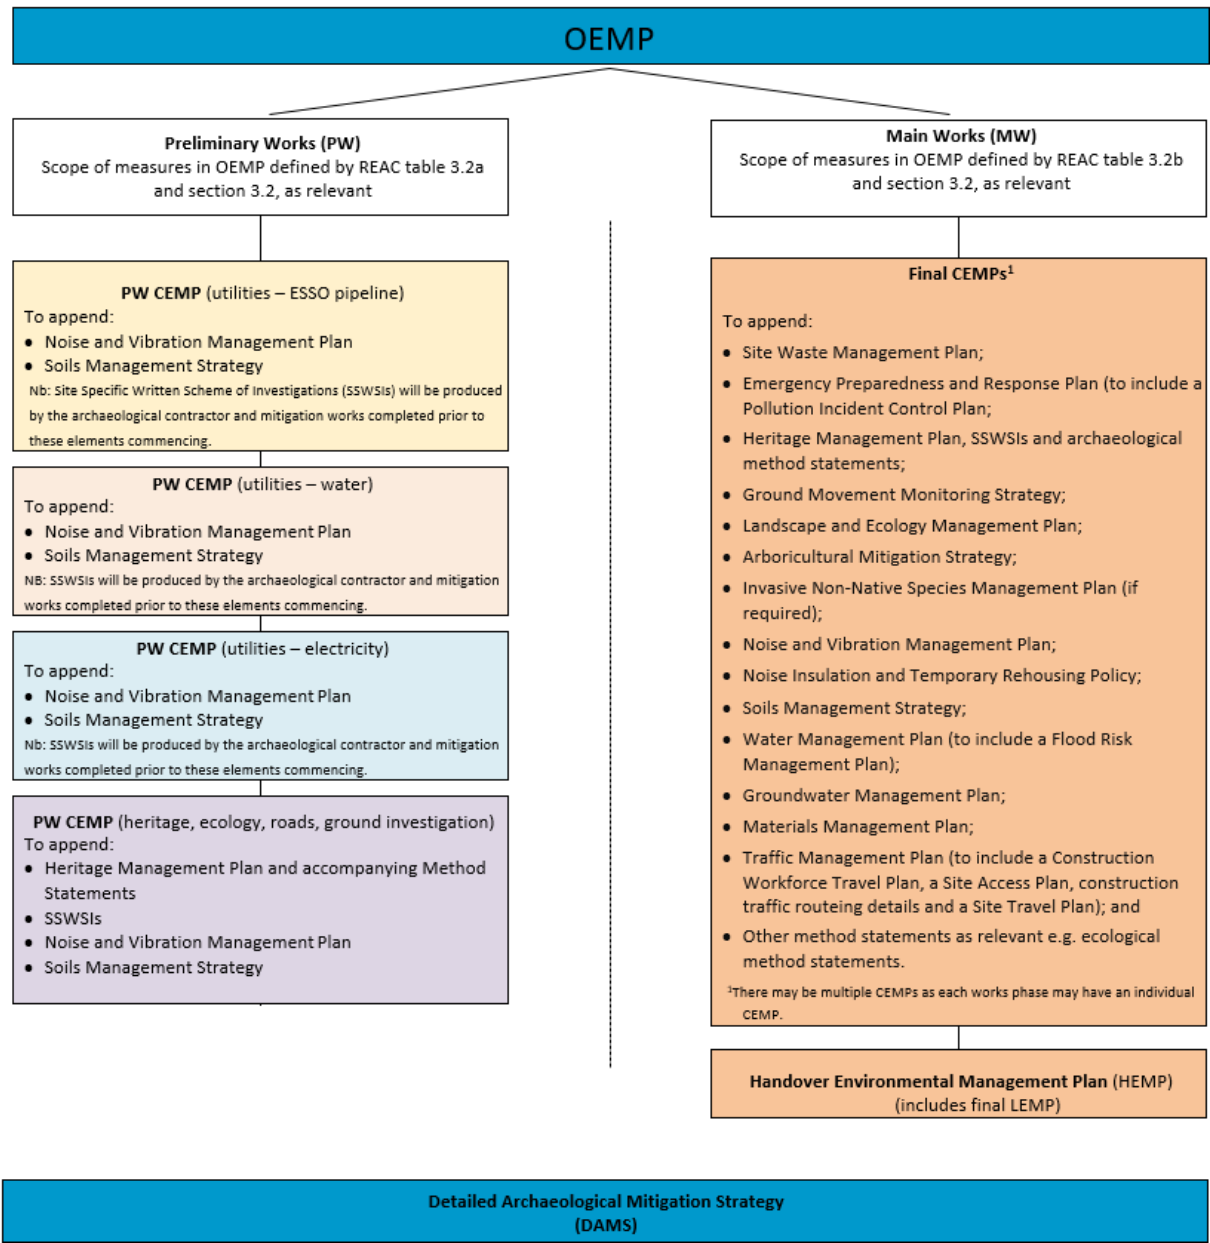 OEMP
Preliminary Works (PW)
Scope of measures in OEMP defined by REAC table 3.2a
and section 3.2, as relevant
PW CEMP (utilities – ESSO pipeline)
To append:
• Noise and Vibration Management Plan
• Soils Management Strategy
Nb: Site Specific Written Scheme of Investigations (SSWSIs) will be produced
by the archaeological contractor and mitigation works completed prior to
these elements commencing.
PW CEMP (utilities – water)
To append:
• Noise and Vibration Management Plan
• Soils Management Strategy
NB: SSWSIs will be produced by the archaeological contractor and mitigation
works completed prior to these elements commencing.
PW CEMP (utilities – electricity)
To append:
• Noise and Vibration Management Plan
• Soils Management Strategy
Nb: SSWSIs will be produced by the archaeological contractor and mitigation
works completed prior to these elements commencing.
PW CEMP (heritage, ecology, roads, ground investigation)
To append:
• Heritage Management Plan and accompanying Method
Statements
• SSWSIs
• Noise and Vibration Management Plan
• Soils Management Strategy
Main Works (MW)
Scope of measures in OEMP defined by REAC table 3.2b
and section 3.2, as relevant
Final CEMPs¹
To append:
• Site Waste Management Plan;
• Emergency Preparedness and Response Plan (to include a
Pollution Incident Control Plan;
• Heritage Management Plan, SSWSIs and archaeological
method statements;
• Ground Movement Monitoring Strategy;
• Landscape and Ecology Management Plan;
• Arboricultural Mitigation Strategy;
• Invasive Non-Native Species Management Plan (if
required);
• Noise and Vibration Management Plan;
• Noise Insulation and Temporary Rehousing Policy;
• Soils Management Strategy;
• Water Management Plan (to include a Flood Risk
Management Plan);
• Groundwater Management Plan;
• Materials Management Plan;
• Traffic Management Plan (to include a Construction
Workforce Travel Plan, a Site Access Plan, construction
traffic routeing details and a Site Travel Plan); and
• Other method statements as relevant e.g. ecological
method statements.
¹There may be multiple CEMPs as each works phase may have an individual
CEMP.
Handover Environmental Management Plan (HEMP)
(includes final LEMP)
Detailed Archaeological Mitigation Strategy
(DAMS)